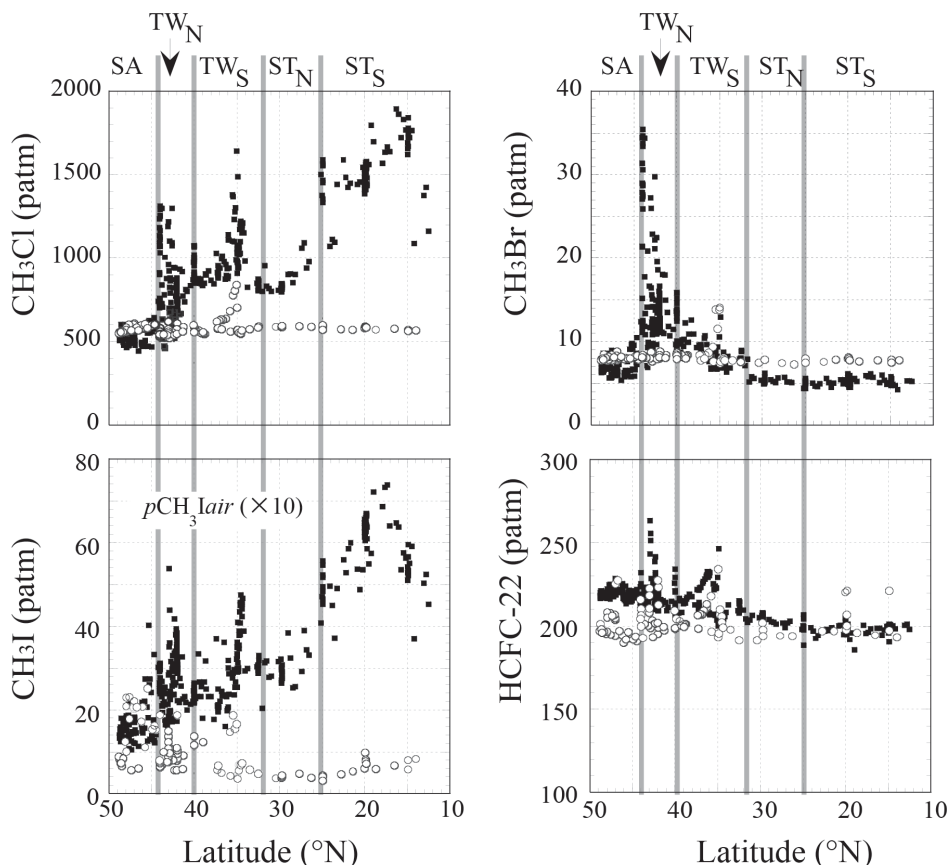 TWN
TWN
SA
TWS
STN
STS
SA
TWS
STN
STS
2000
1500
1000
500
0
CH3Cl (patm)
40
30
20
10
0
CH3Br (patm)
80
60
40
20
0
CH3I (patm)
pCH3Iair (×10)
300
250
200
150
100
HCFC-22 (patm)
50
40
30
20
10
Latitude (°N)
50
40
30
20
10
Latitude (°N)